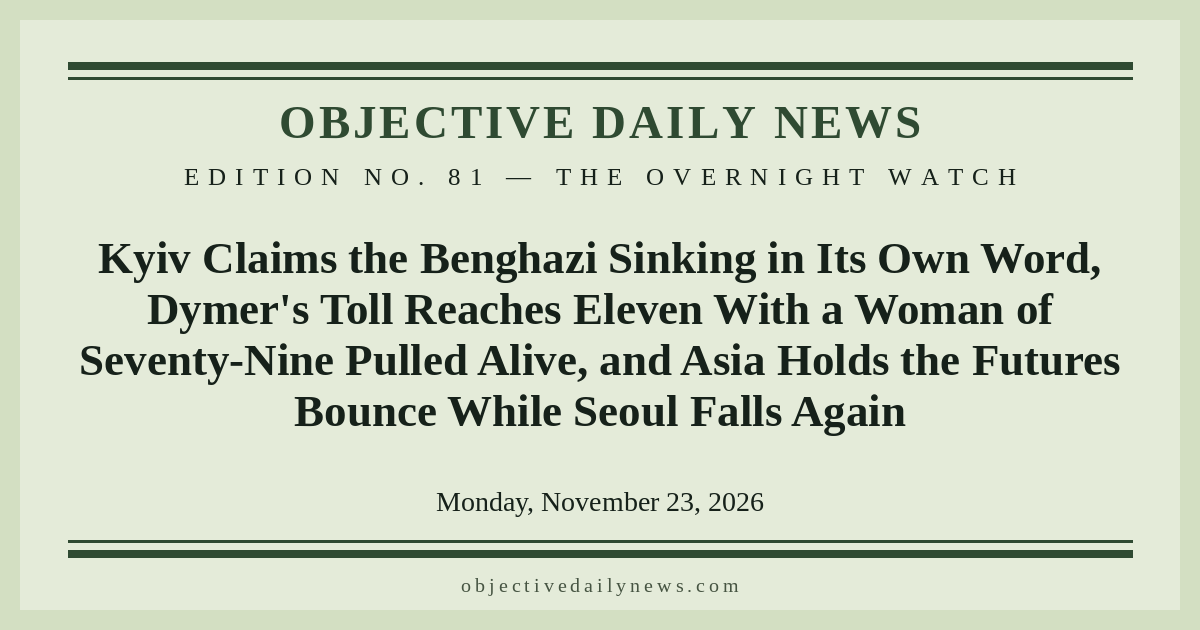 OBJECTIVE DAILY NEWS
EDITION NO. 81 — THE OVERNIGHT WATCH
Kyiv Claims the Benghazi Sinking in Its Own Word,
Dymer's Toll Reaches Eleven With a Woman of
Seventy-Nine Pulled Alive, and Asia Holds the Futures
Bounce While Seoul Falls Again
Monday, November 23, 2026
objectivedailynews.com